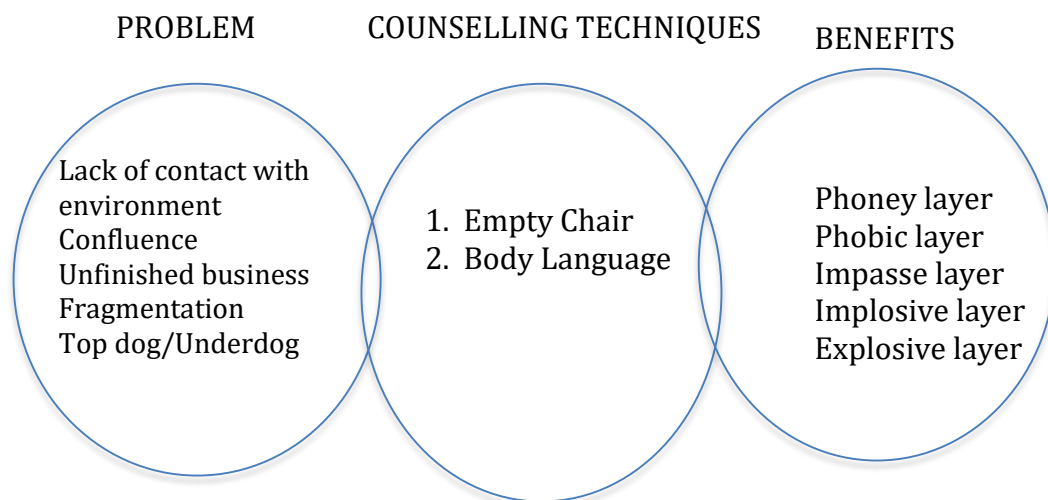 PROBLEM
COUNSELLING TECHNIQUES
BENEFITS
Lack of contact with
environment
Confluence
Unfinished business
Fragmentation
Top dog/Underdog
1. Empty Chair
2. Body Language
Phoney layer
Phobic layer
Impasse layer
Implosive layer
Explosive layer